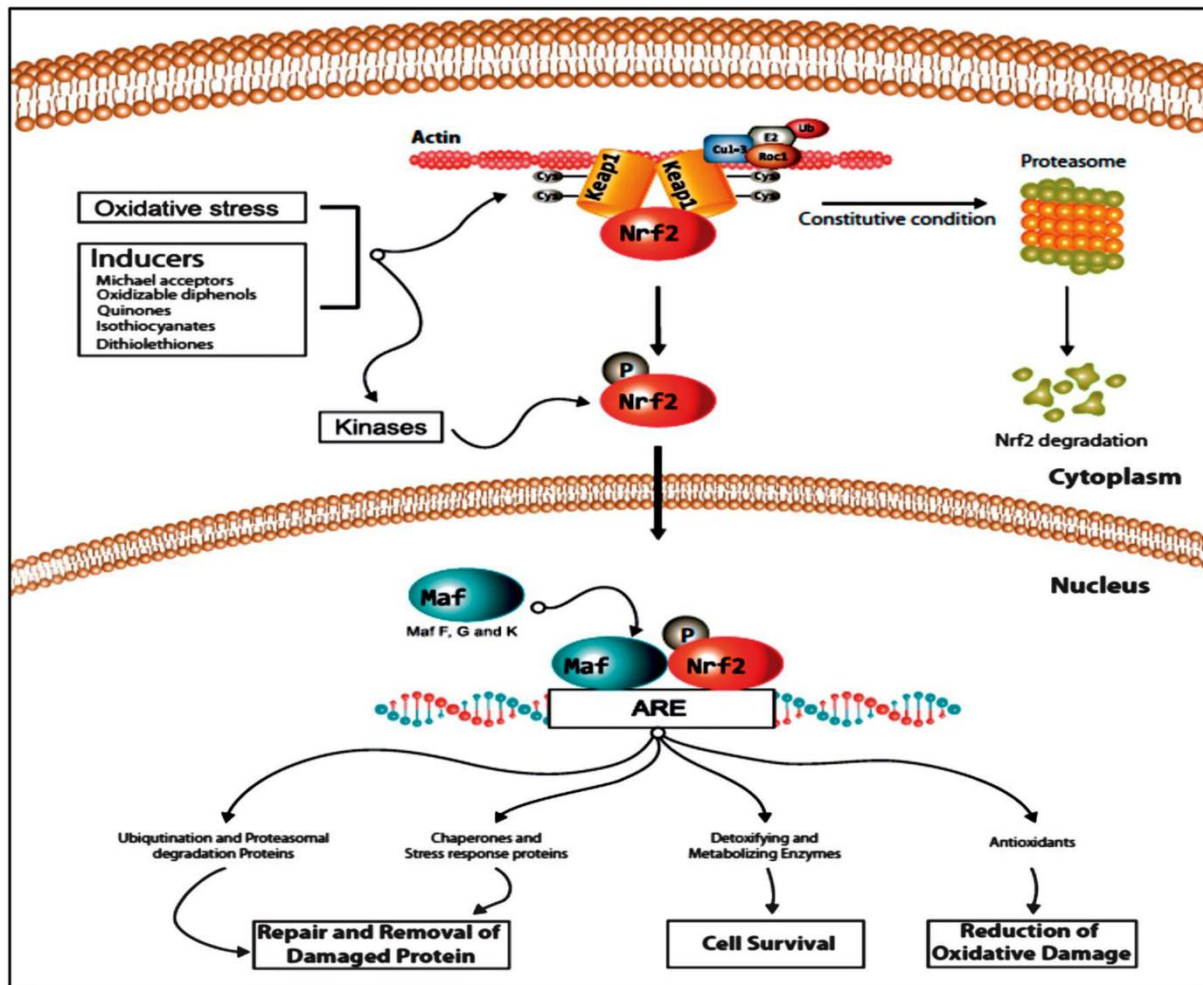 Actin
Cul-3
E2
Ub
Roc1
Keap1
Keap1
Cys
Cys
Cys
Cys
Nrf2
Proteasome
Constitutive condition
Oxidative stress
Inducers
Michael acceptors
Oxidizable diphenols
Quinones
Isothiocyanates
Dithiolethiones
P
Nrf2
Kinases
Nrf2 degradation
Cytoplasm
Nucleus
Maf
Maf F, G and K
Maf
P
Nrf2
ARE
Ubiqutination and Proteasomal
degradation Proteins
Chaperones and
Stress response proteins
Detoxifying and
Metabolizing Enzymes
Antioxidants
Repair and Removal of
Damaged Protein
Cell Survival
Reduction of
Oxidative Damage